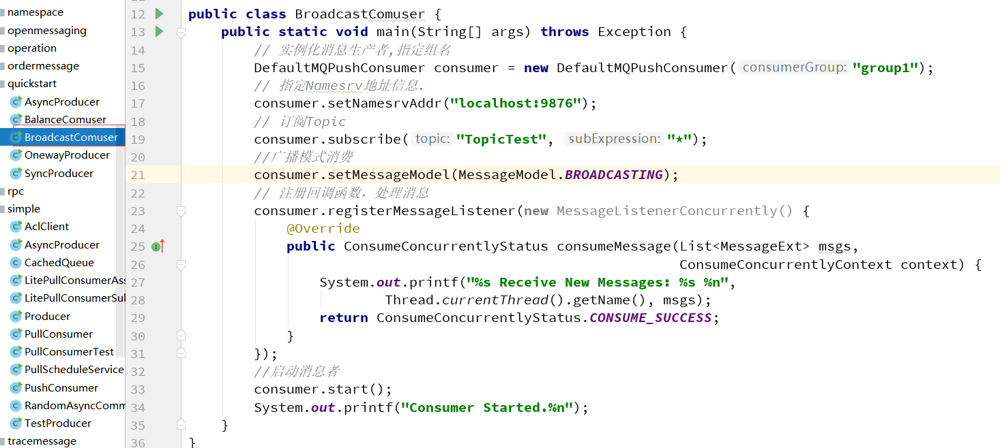 namespace
openmessaging
operation
ordermessage
quickstart
AsyncProducer
BalanceComuser
BroadcastComuser
OnewayProducer
SyncProducer
rpc
simple
AclClient
AsyncProducer
CachedQueue
LitePullConsumerAss
LitePullConsumerSul
Producer
PullConsumer
PullConsumerTest
PullScheduleService
PushConsumer
RandomAsyncComm
TestProducer
tracemessage
12 public class BroadcastComuser {
13 public static void main(String[] args) throws Exception {
14 // 实例化消息生产者,指定组名
15 DefaultMQPushConsumer consumer = new DefaultMQPushConsumer( consumerGroup: "group1");
16 // 指定Namesrv地址信息.
17 consumer.setNamesrvAddr("localhost:9876");
18 // 订阅Topic
19 consumer.subscribe( topic: "TopicTest", subExpression: "*");
20 //广播模式消费
21 consumer.setMessageModel(MessageModel.BROADCASTING);
22 // 注册回调函数，处理消息
23 consumer.registerMessageListener(new MessageListenerConcurrently() {
24 @Override
25 public ConsumeConcurrentlyStatus consumeMessage(List<MessageExt> msgs,
26 ConsumeConcurrentlyContext context) {
27 System.out.printf("%s Receive New Messages: %s %n",
28 Thread.currentThread().getName(), msgs);
29 return ConsumeConcurrentlyStatus.CONSUME_SUCCESS;
30 }
31 });
32 //启动消息者
33 consumer.start();
34 System.out.printf("Consumer Started.%n");
35 }
36 }